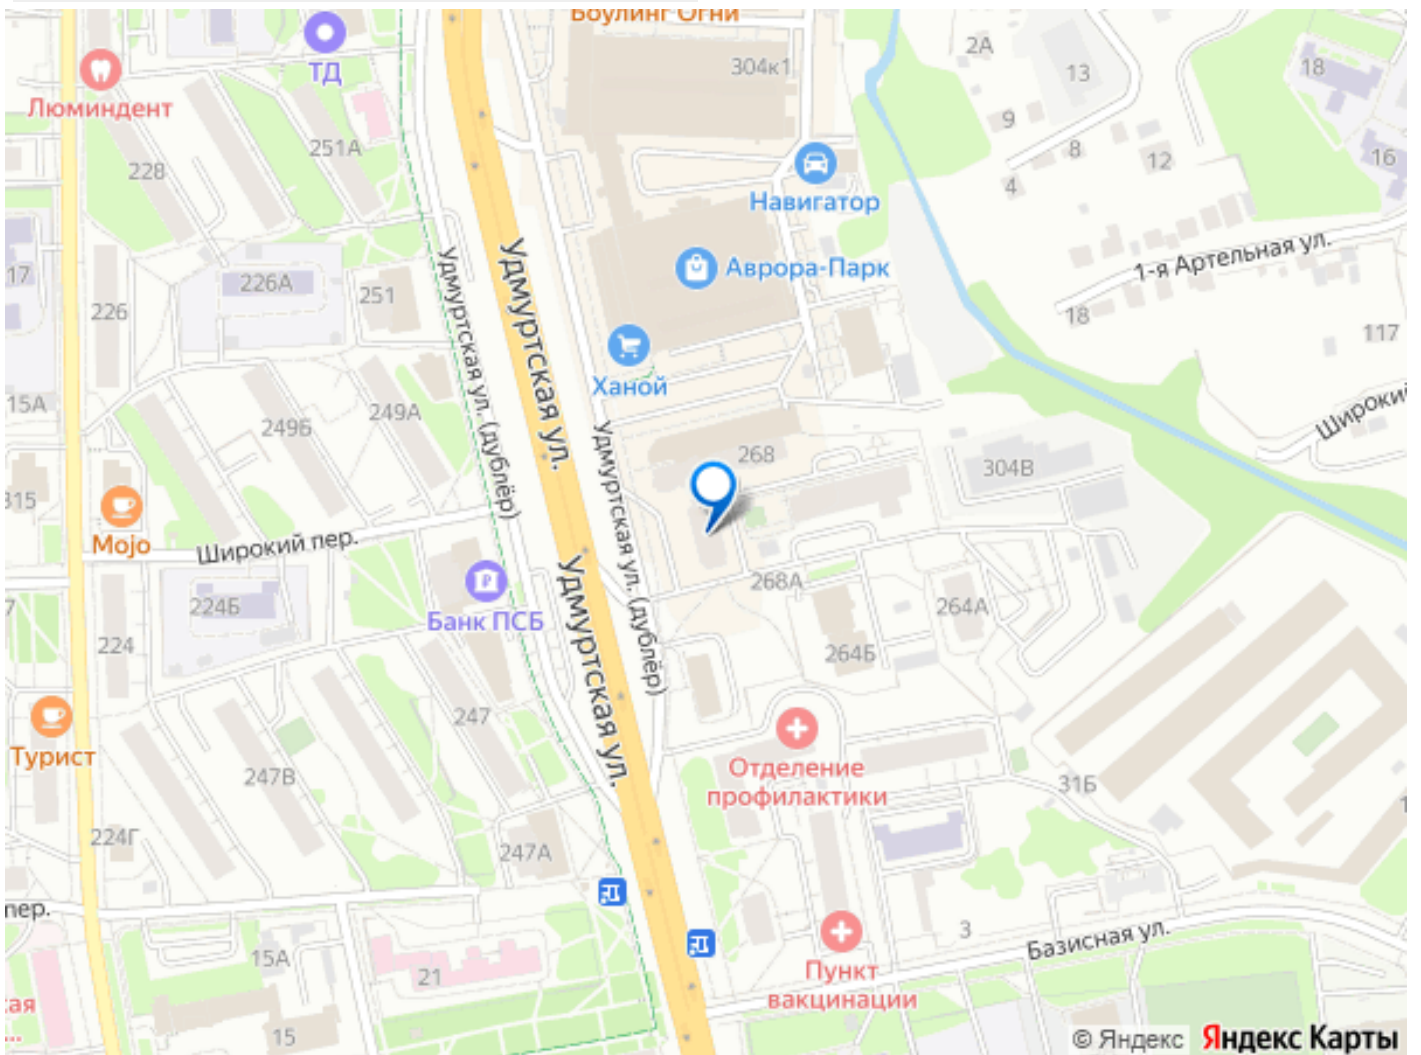 Боулинг Огни
2А
ТД
304к1
13
18
Люминдент
9
251А
8
12
16
228
4
Навигатор
Удмуртская ул. (дублёр)
Удмуртская ул.
1-я Артельная ул.
Аврора-Парк
17
226А
251
226
18
117
Ханой
15А
249А
249Б
Широкий
Удмуртская ул. (дублёр)
268
304В
315
Mojo
Широкий пер.
Удмуртская ул.
268А
7
224Б
Банк ПСБ
264А
224
264Б
247
Турист
247В
Отделение
профилактики
31Б
1
224Г
247А
пер.
3
Базисная ул.
15А
21
Пункт
вакцинации
ая
...
15
© Яндекс Яндекс Карты